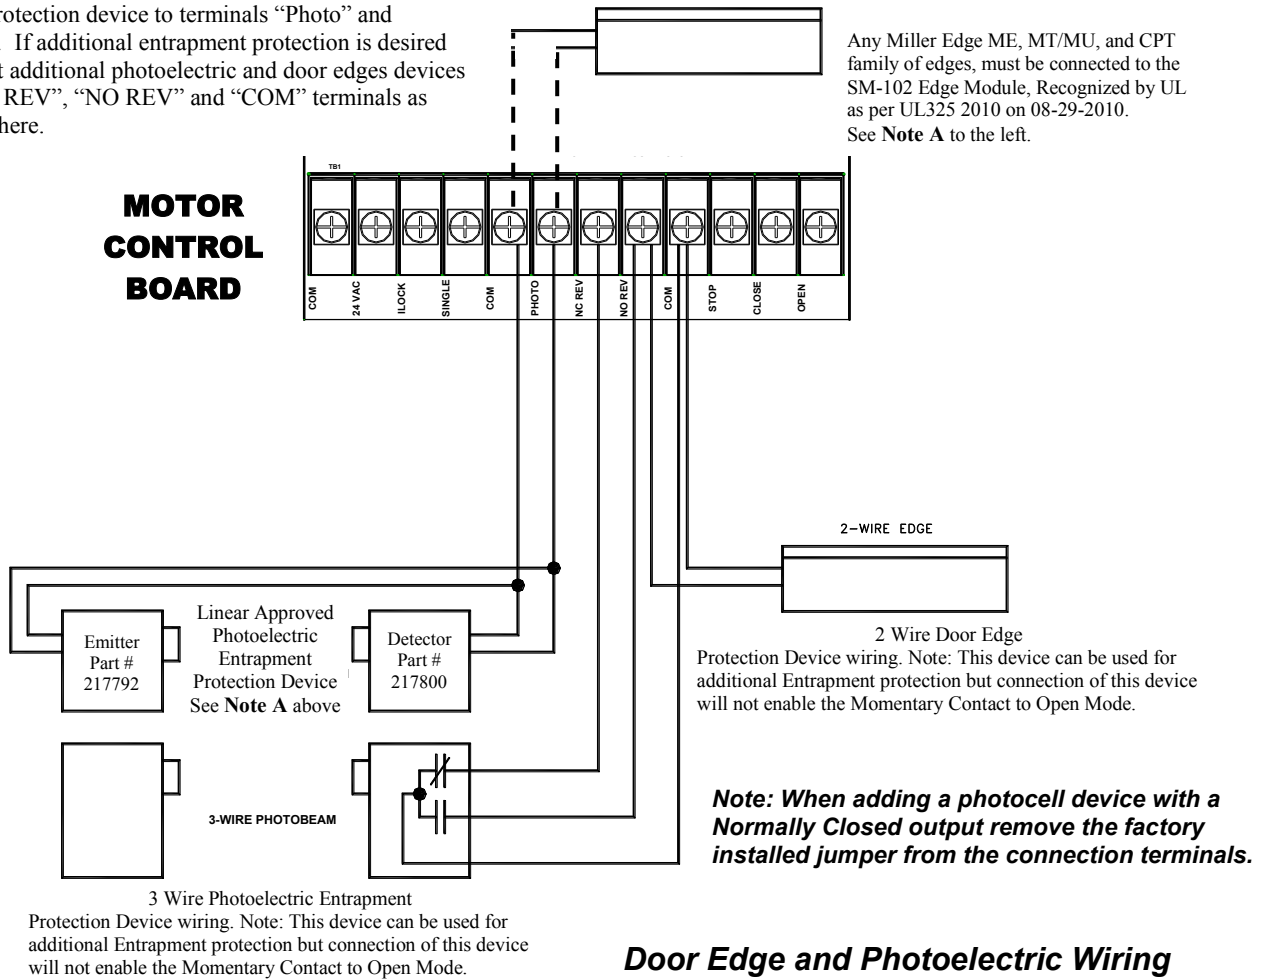 rotection device to terminals “Photo” and
. If additional entrapment protection is desired
t additional photoelectric and door edges devices
REV”, “NO REV” and “COM” terminals as
here.
Any Miller Edge ME, MT/MU, and CPT
family of edges, must be connected to the
SM-102 Edge Module, Recognized by UL
as per UL325 2010 on 08-29-2010.
See Note A to the left.
MOTOR
CONTROL
BOARD
TB1
COM
24 VAC
ILOCK
SINGLE
COM
PHOTO
NC REV
NO REV
COM
STOP
CLOSE
OPEN
2-WIRE EDGE
2 Wire Door Edge
Protection Device wiring. Note: This device can be used for
additional Entrapment protection but connection of this device
will not enable the Momentary Contact to Open Mode.
Emitter
Part #
217792
Linear Approved
Photoelectric
Entrapment
Protection Device
See Note A above
Detector
Part #
217800
3-WIRE PHOTOBEAM
Note: When adding a photocell device with a
Normally Closed output remove the factory
installed jumper from the connection terminals.
3 Wire Photoelectric Entrapment
Protection Device wiring. Note: This device can be used for
additional Entrapment protection but connection of this device
will not enable the Momentary Contact to Open Mode.
Door Edge and Photoelectric Wiring